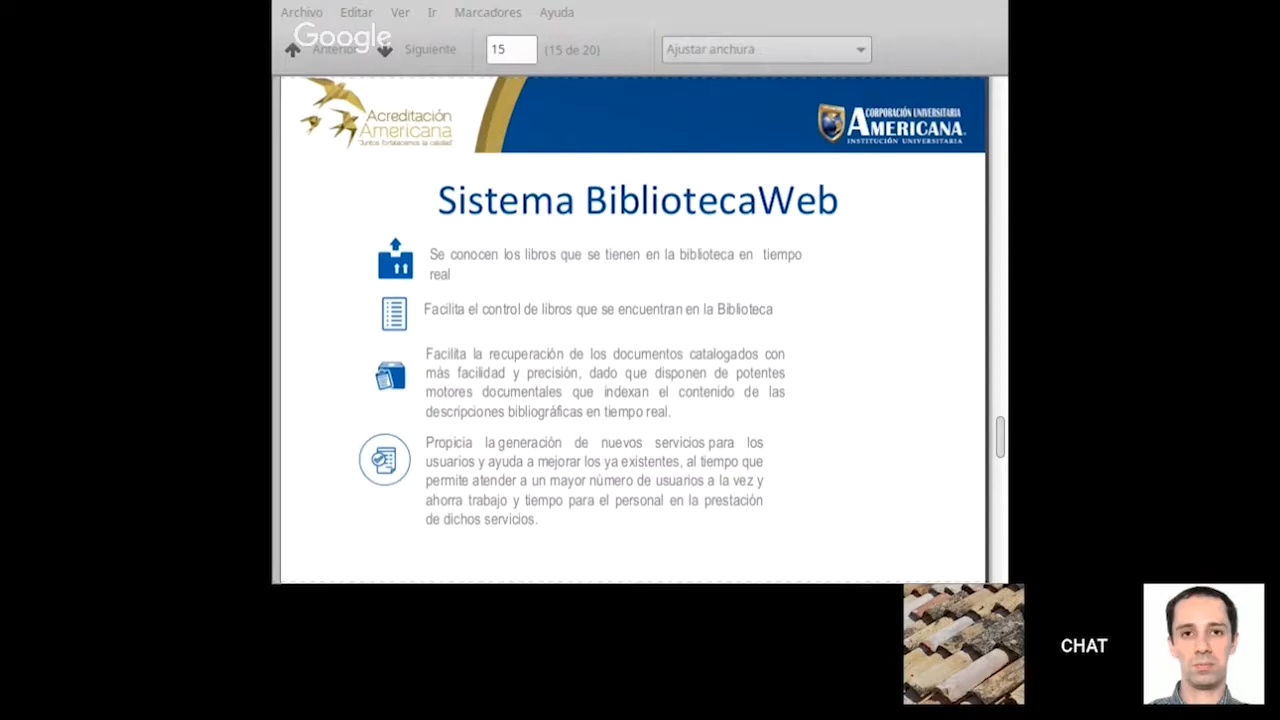 Archivo Editar Ver Ir Marcadores Ayuda
Google
Anterior Siguiente 15 (15 de 20) Ajustar anchura
Acreditación
Americana
"Juntos fortalecemos la calidad"
CORPORACIÓN UNIVERSITARIA
AMERICANA
INSTITUCIÓN UNIVERSITARIA
Sistema BibliotecaWeb
Se conocen los libros que se tienen en la biblioteca en tiempo
real
Facilita el control de libros que se encuentran en la Biblioteca
Facilita la recuperación de los documentos catalogados con
más facilidad y precisión, dado que disponen de potentes
motores documentales que indexan el contenido de las
descripciones bibliográficas en tiempo real.
Propicia la generación de nuevos servicios para los
usuarios y ayuda a mejorar los ya existentes, al tiempo que
permite atender a un mayor número de usuarios a la vez y
ahorra trabajo y tiempo para el personal en la prestación
de dichos servicios.
CHAT